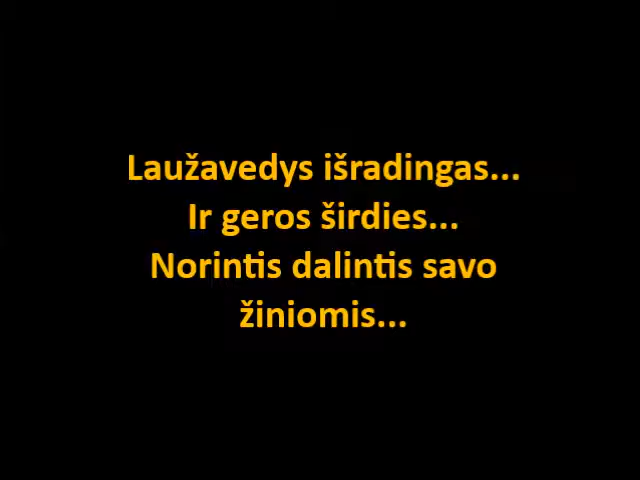 Laužavedys išradingas...
Ir geros širdies...
Norintis dalintis savo
žiniomis...